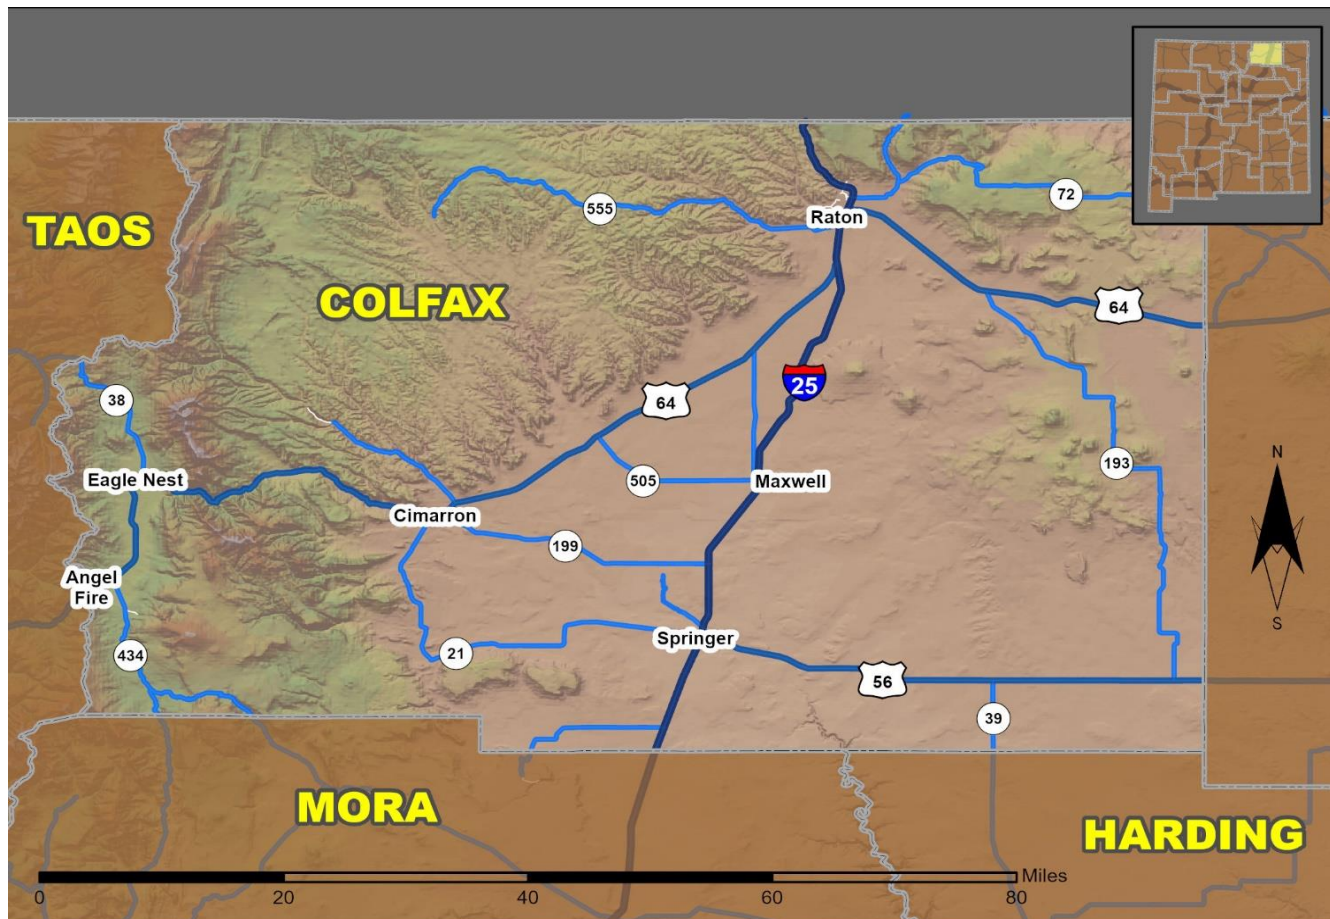 72
555
Raton
TAOS
COLFAX
64
64
25
38
193
Eagle Nest
505
Maxwell
N
Cimarron
199
Angel
Fire
S
Springer
434
21
56
39
MORA
HARDING
Miles
0
20
40
60
80